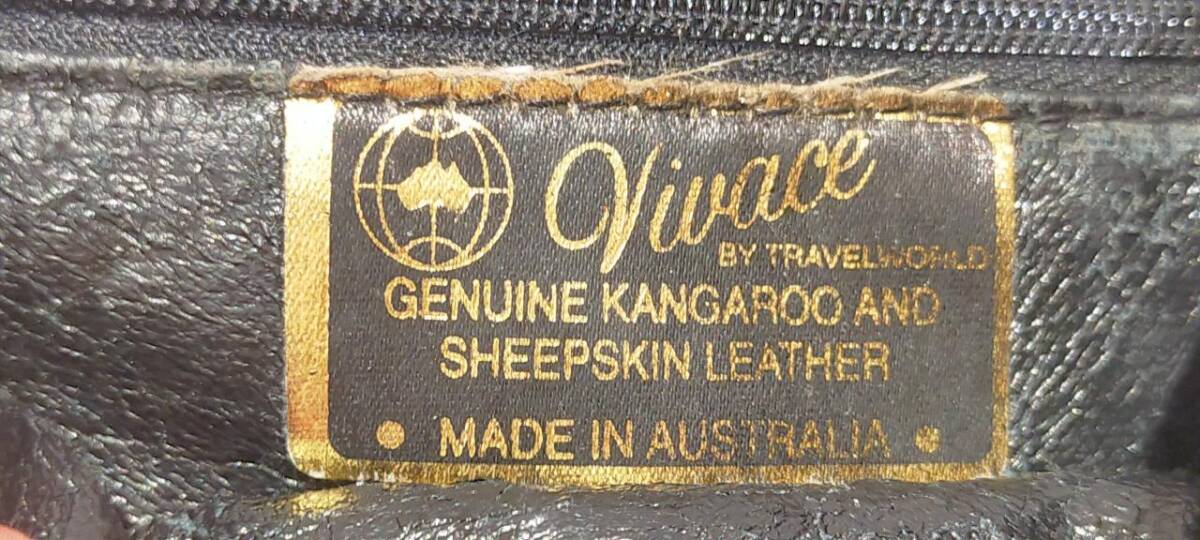 Vivace
BY TRAVELWORLD
GENUINE KANGAROO AND
SHEEPSKIN LEATHER
• MADE IN AUSTRALIA •